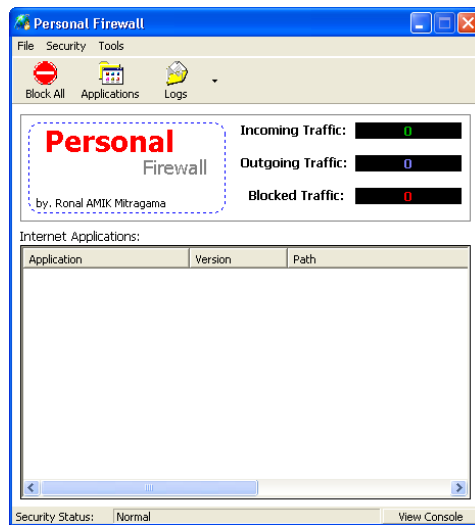 Personal Firewall
File Security Tools
Block All Applications Logs
Personal
Firewall
by. Ronal AMIK Mitragama
Incoming Traffic: 0
Outgoing Traffic: 0
Blocked Traffic: 0
Internet Applications:
Application Version Path
Security Status: Normal View Console